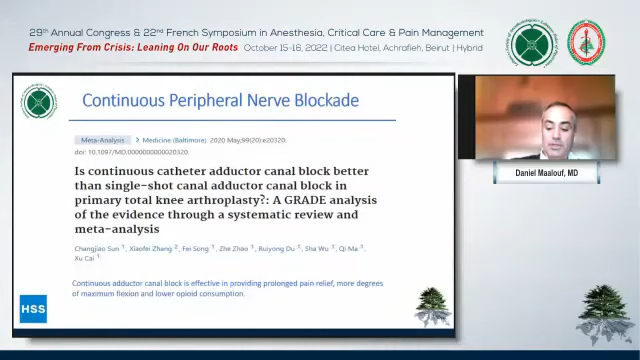 29th Annual Congress & 22nd French Symposium in Anesthesia, Critical Care & Pain Management
Emerging From Crisis: Leaning On Our Roots October 15-16, 2022 | Citea Hotel, Achrafieh, Beirut | Hybrid
Continuous Peripheral Nerve Blockade
Meta-Analysis > Medicine (Baltimore). 2020 May;99(20):e20320.
doi: 10.1097/MD.0000000000020320.
Is continuous catheter adductor canal block better
than single-shot canal adductor canal block in
primary total knee arthroplasty?: A GRADE analysis
of the evidence through a systematic review and
meta-analysis
Changjiao Sun 1, Xiaofei Zhang 2, Fei Song 1, Zhe Zhao 1, Ruiyong Du 1, Sha Wu 1, Qi Ma 1,
Xu Cai 1
Continuous adductor canal block is effective in providing prolonged pain relief, more degrees
of maximum flexion and lower opioid consumption.
HSS
Daniel Maalouf, MD